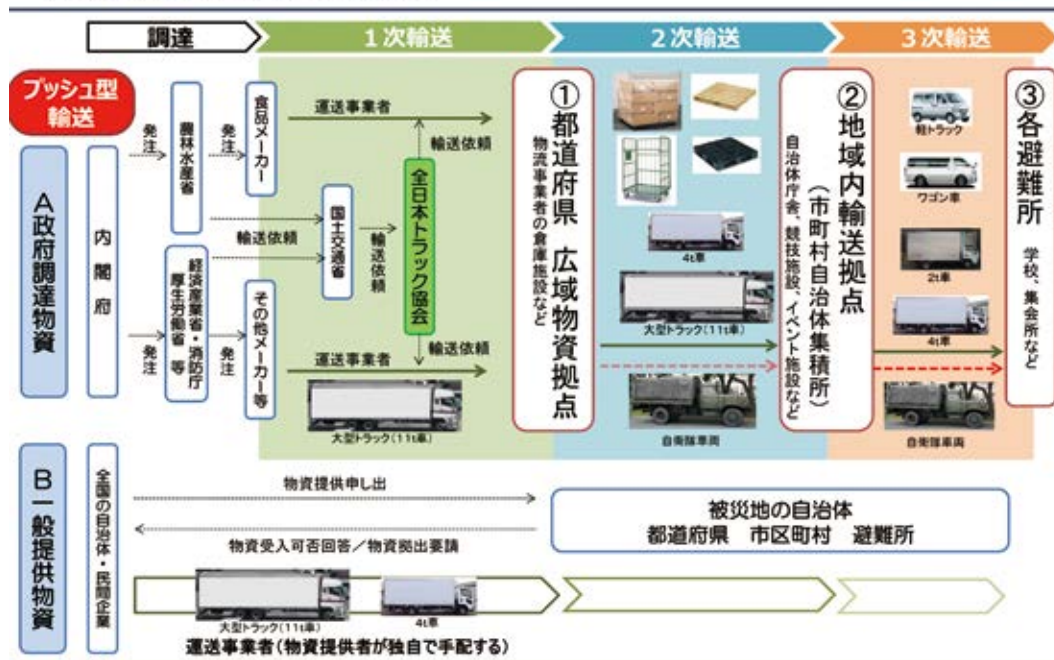 調達
1次輸送
2次輸送
3次輸送
プッシュ型
輸送
A政府調達物資
内閣府
発注
農林水産省
発注
食品メーカー
運送事業者
輸送依頼
輸送依頼
国土交通省
輸送依頼
全日本トラック協会
発注
経済産業省・消防庁
厚生労働省 等
発注
その他メーカー等
輸送依頼
運送事業者
大型トラック(11t車)
①都道府県 広域物資拠点
物流事業者の倉庫施設など
4t車
大型トラック(11t車)
自衛隊車両
②地域内輸送拠点
(市町村自治体集積所)
自治体庁舎、競技施設、イベント施設など
軽トラック
ワゴン車
2t車
4t車
自衛隊車両
③各避難所
学校、集会所など
B一般提供物資
全国の自治体・民間企業
物資提供申し出
物資受入可否回答/物資拠出要請
被災地の自治体
都道府県 市区町村 避難所
大型トラック(11t車)
4t車
運送事業者(物資提供者が独自で手配する)